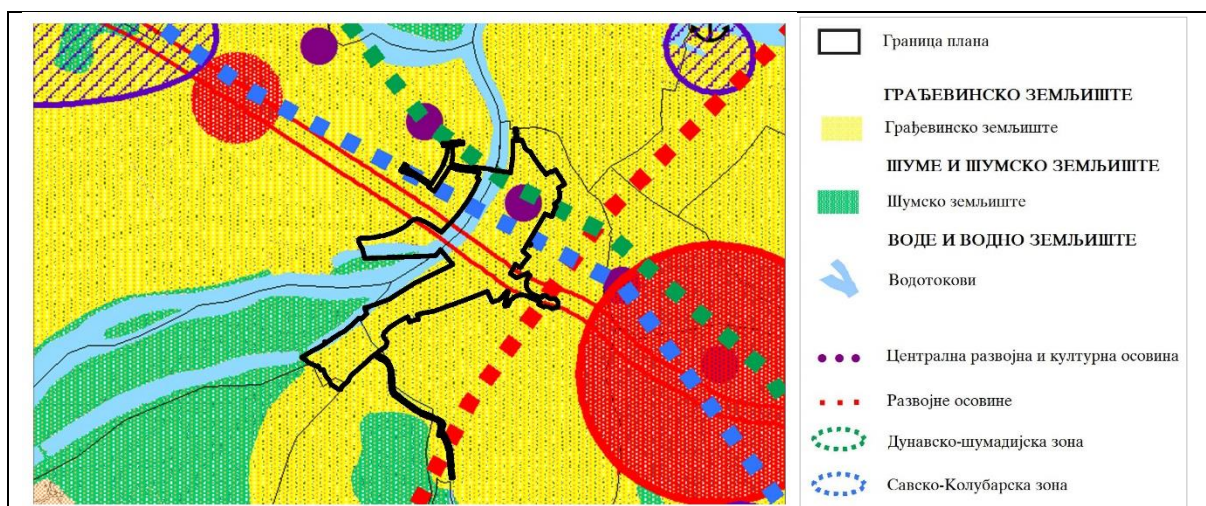 Граница плана
ГРАЂЕВИНСКО ЗЕМЉИШТЕ
Грађевинско земљиште
ШУМЕ И ШУМСКО ЗЕМЉИШТЕ
Шумско земљиште
ВОДЕ И ВОДНО ЗЕМЉИШТЕ
Водотокови
Централна развојна и културна осовина
Развојне осовине
Дунавско-шумадијска зона
Савско-Колубарска зона